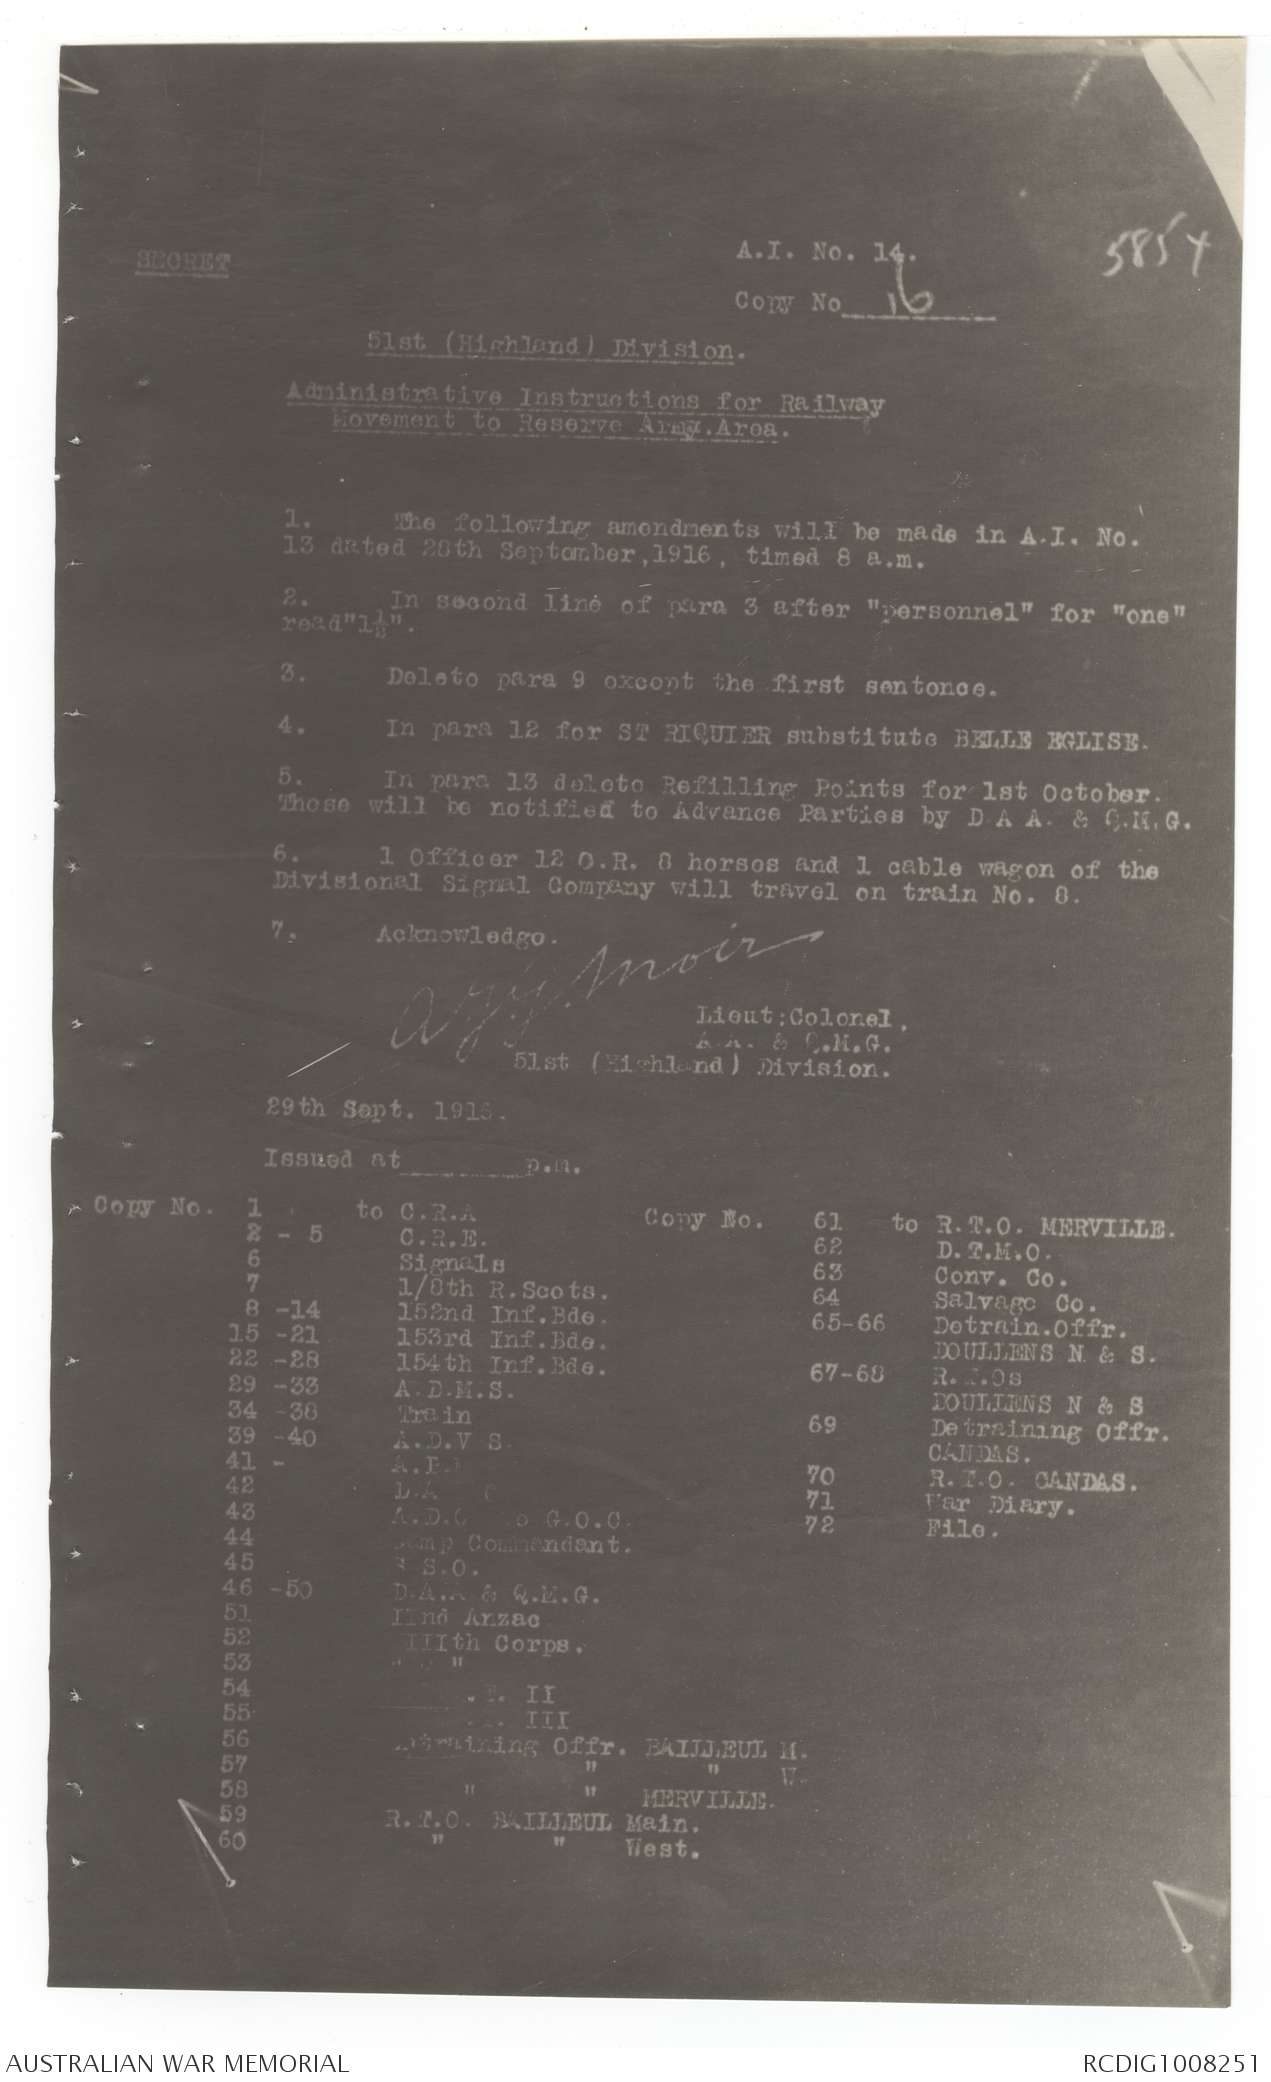 SECRET
A.I. No. 14.
5854
Copy No 16
51st (Highland) Division.
Administrative Instructions for Railway
Movement to Reserve Army.Area.
1. The following amendments will be made in A.I. No.
13 dated 28th September,1916, timed 8 a.m.
2. In second line of para 3 after "personnel" for "one"
read"1½".
3. Delete para 9 except the first sentence.
4. In para 12 for ST RIQUIER substitute BELLE EGLISE.
5. In para 13 delete Refilling Points for 1st October.
These will be notified to Advance Parties by D A A. & Q.M.G.
6. 1 Officer 12 O.R. 8 horses and 1 cable wagon of the
Divisional Signal Company will travel on train No. 8.
7. Acknowledge.
Moir
Lieut:Colonel,
A.A. & Q.M.G.
51st (Highland) Division.
29th Sept. 1916.
Issued at p.m.
Copy No. 1 to C.R.A
2 - 5 C.R.E.
6 Signals
7 1/8th R.Scots.
8 -14 152nd Inf.Bde.
15 -21 153rd Inf.Bde.
22 -28 154th Inf.Bde.
29 -33 A.D.M.S.
34 -38 Train
39 -40 A.D.V S.
41 -
42
43 G.O.C.
44 Camp Commandant.
45 S.O.
46 -50 D.A.A & Q.M.G.
51 IInd Anzac
52 Corps.
53 "
54 II
55 III
56 Offr. BAILLEUL M.
57 " " W.
58 " " MERVILLE.
59 R.T.O. BAILLEUL Main.
60 " " West.
Copy No. 61 to R.T.O. MERVILLE.
62 D.T.M.O.
63 Conv. Co.
64 Salvage Co.
65-66 Detrain.Offr.
DOULLENS N & S.
67-68 R.T.Os
DOULLENS N & S
69 Detraining Offr.
CANDAS.
70 R.T.O. CANDAS.
71 War Diary.
72 File.
AUSTRALIAN WAR MEMORIAL
RCDIG1008251